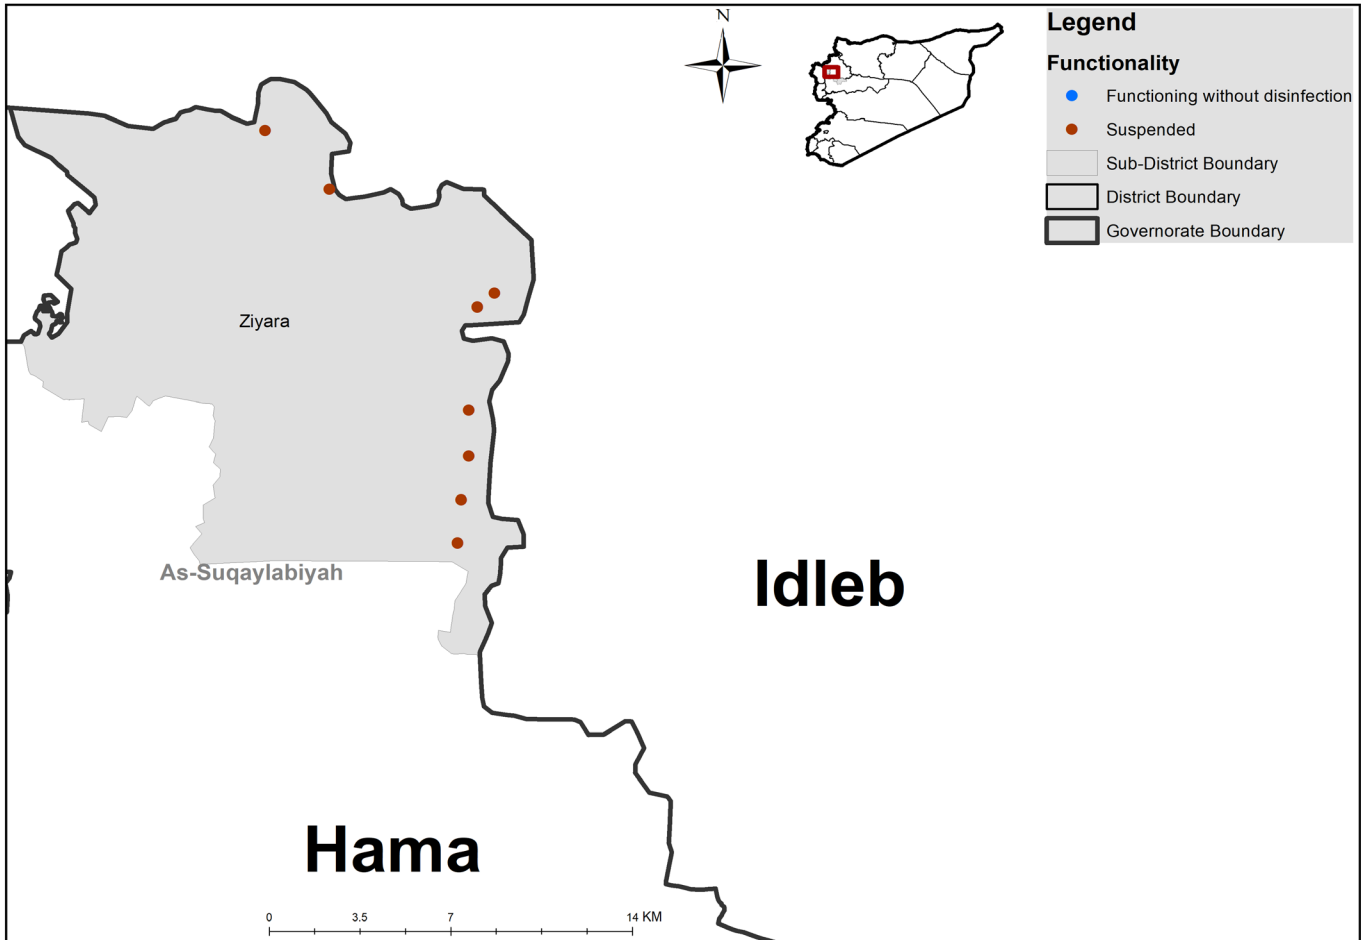 N
Legend
Functionality
Functioning without disinfection
Suspended
Sub-District Boundary
District Boundary
Governorate Boundary
Ziyara
As-Suqaylabiyah
Idleb
Hama
0 3.5 7 14 KM